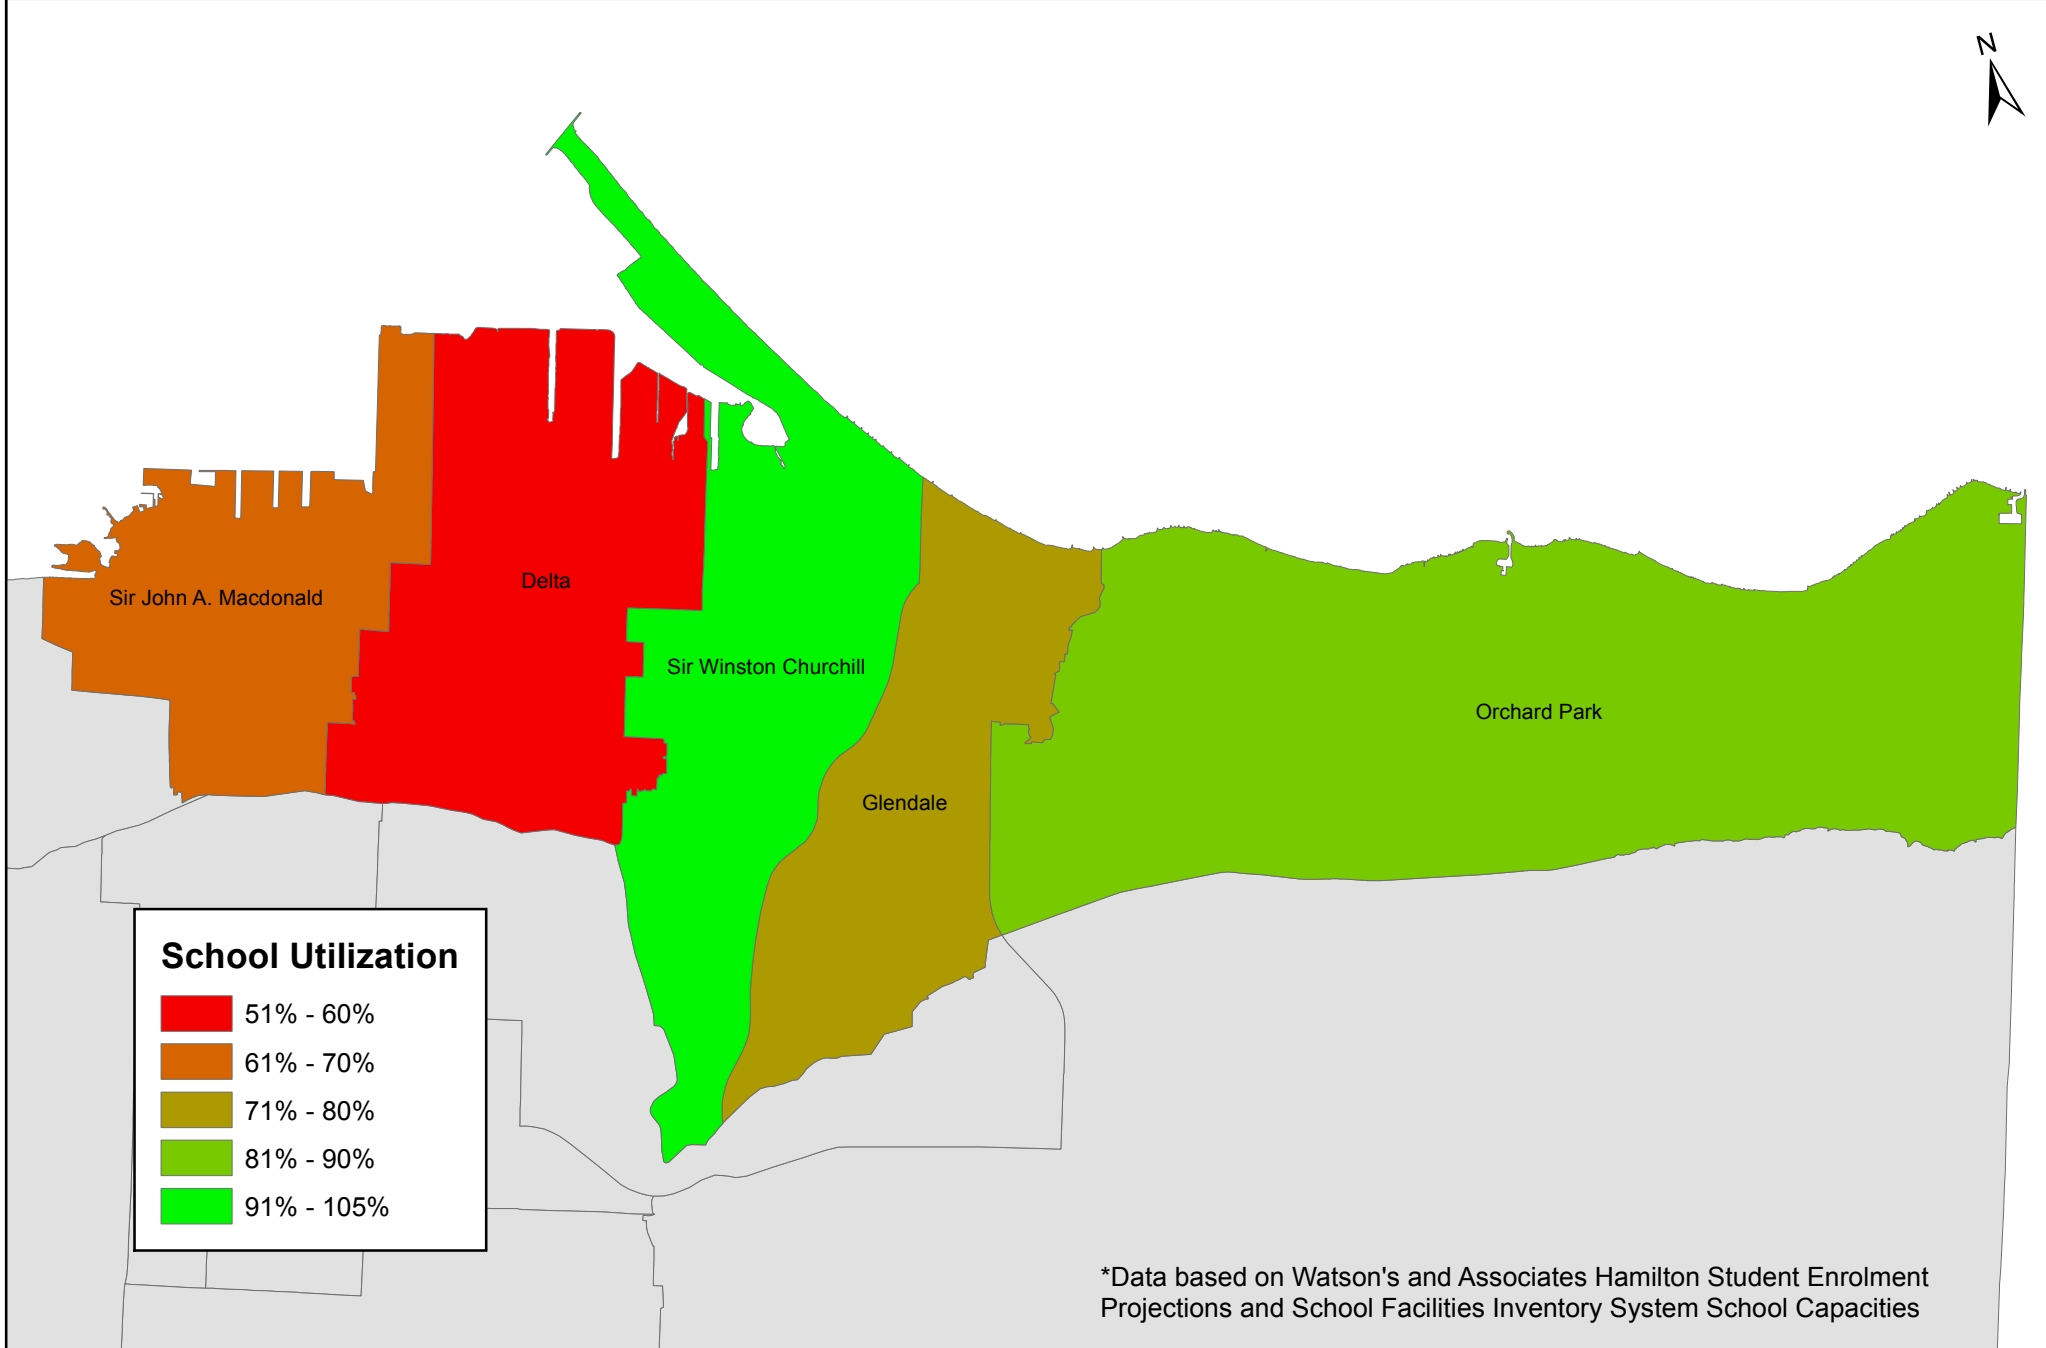 N
Sir John A. Macdonald
Delta
Sir Winston Churchill
Orchard Park
Glendale
School Utilization
51% - 60%
61% - 70%
71% - 80%
81% - 90%
91% - 105%
*Data based on Watson's and Associates Hamilton Student Enrolment
Projections and School Facilities Inventory System School Capacities